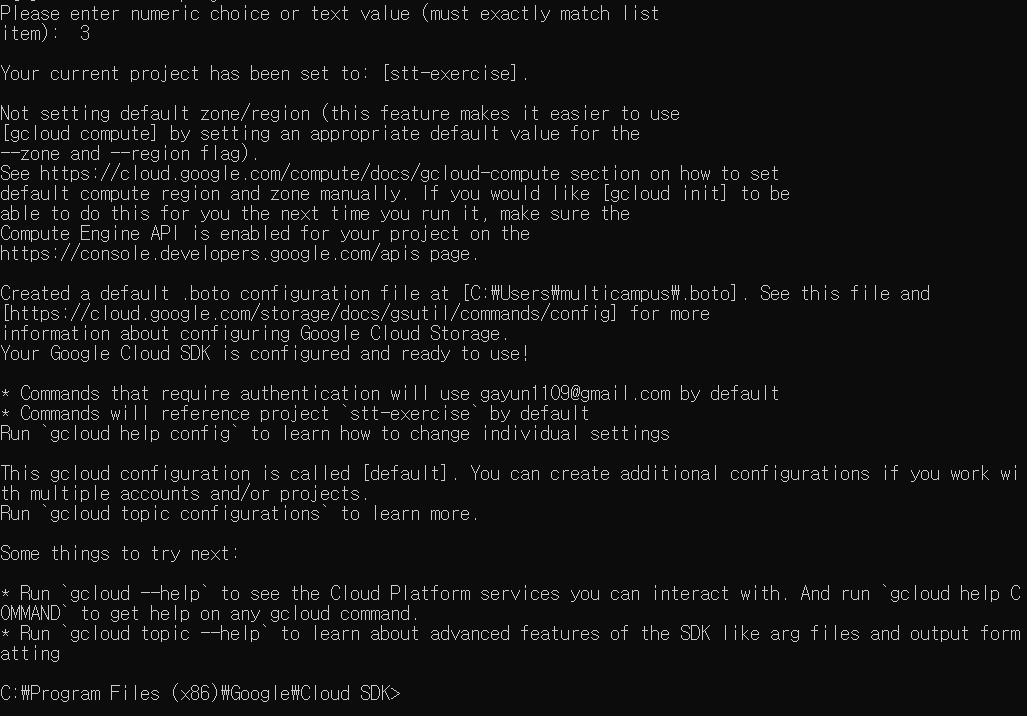 Please enter numeric choice or text value (must exactly match list
item):  3
Your current project has been set to: [stt-exercise].
Not setting default zone/region (this feature makes it easier to use
[gcloud compute] by setting an appropriate default value for the
--zone and --region flag).
See https://cloud.google.com/compute/docs/gcloud-compute section on how to set
default compute region and zone manually. If you would like [gcloud init] to be
able to do this for you the next time you run it, make sure the
Compute Engine API is enabled for your project on the
https://console.developers.google.com/apis page.
Created a default .boto configuration file at [C:₩Users₩multicampus₩.boto]. See this file and
[https://cloud.google.com/storage/docs/gsutil/commands/config] for more
information about configuring Google Cloud Storage.
Your Google Cloud SDK is configured and ready to use!
* Commands that require authentication will use gayun1109@gmail.com by default
* Commands will reference project `stt-exercise` by default
Run `gcloud help config` to learn how to change individual settings
This gcloud configuration is called [default]. You can create additional configurations if you work wi
th multiple accounts and/or projects.
Run `gcloud topic configurations` to learn more.
Some things to try next:
* Run `gcloud --help` to see the Cloud Platform services you can interact with. And run `gcloud help C
OMMAND` to get help on any gcloud command.
* Run `gcloud topic --help` to learn about advanced features of the SDK like arg files and output form
atting
C:₩Program Files (x86)₩Google₩Cloud SDK>